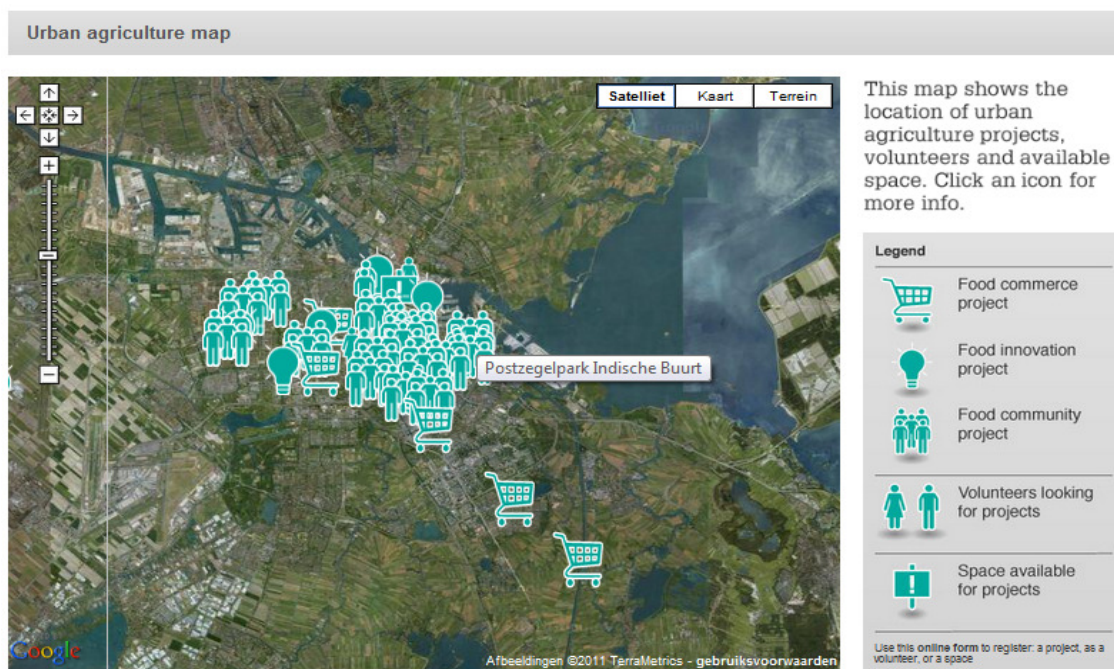 Urban agriculture map
Satelliet
Kaart
Terrein
Postzegelpark Indische Buurt
Google
Afbeeldingen ©2011 TerraMetrics - gebruiksvoorwaarden
This map shows the
location of urban
agriculture projects,
volunteers and available
space. Click an icon for
more info.
Legend
Food commerce
project
Food innovation
project
Food community
project
Volunteers looking
for projects
!
Space available
for projects
Use this online form to register: a project, as a
volunteer, or a space